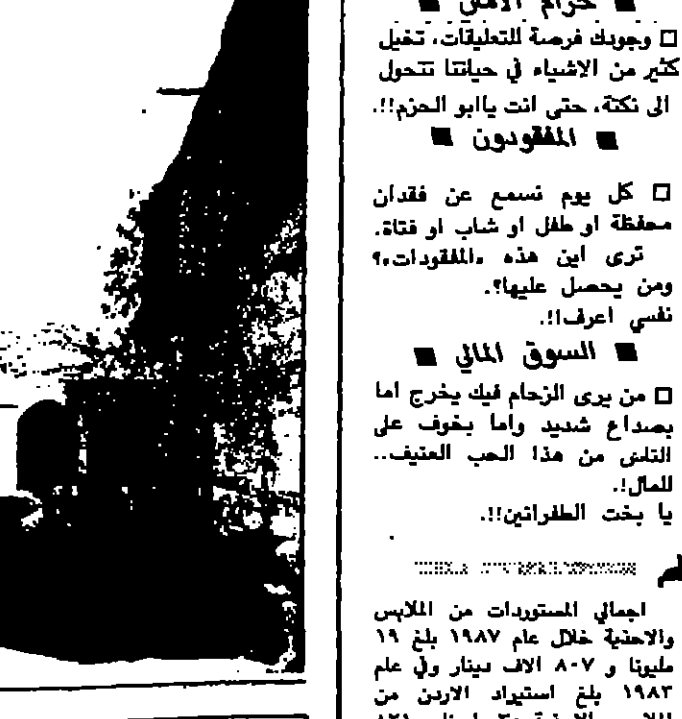 ■ حزام الأمان ■
□ وجودك فرصة للتعليقات، تخيل
كثير من الاشياء في حياتنا تتحول
الى نكتة، حتى انت ياابو الحزم!!.
■ المفقودون ■
□ كل يوم نسمع عن فقدان
محفظة او طفل او شاب او فتاة.
ترى اين هذه «المفقودات»؟
ومن يحصل عليها؟.
نفسي اعرف!!.
■ السوق المالي ■
□ من يرى الزحام فيك يخرج اما
بصداع شديد واما بخوف على
الناس من هذا الحب العنيف..
للمال!.
يا بخت الطفرانين!!.
اجمالي المستوردات من الملابس
والاحذية خلال عام ١٩٨٧ بلغ ١٩
مليونا و ٨٠٧ الاف دينار وفي عام
١٩٨٣ بلغ استيراد الاردن من